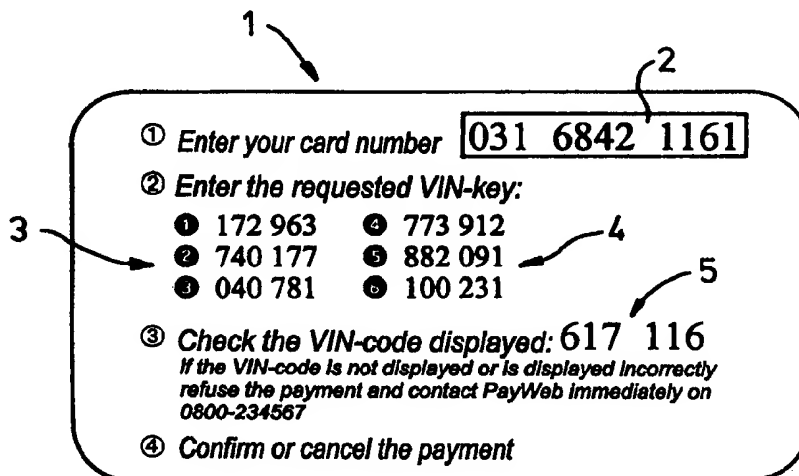 1
2
① Enter your card number 031 6842 1161
② Enter the requested VIN-key:
3 ❶ 172 963 ❹ 773 912
❷ 740 177 ❺ 882 091 4
❸ 040 781 ❻ 100 231
5
③ Check the VIN-code displayed: 617 116
If the VIN-code is not displayed or is displayed incorrectly
refuse the payment and contact PayWeb immediately on
0800-234567
④ Confirm or cancel the payment